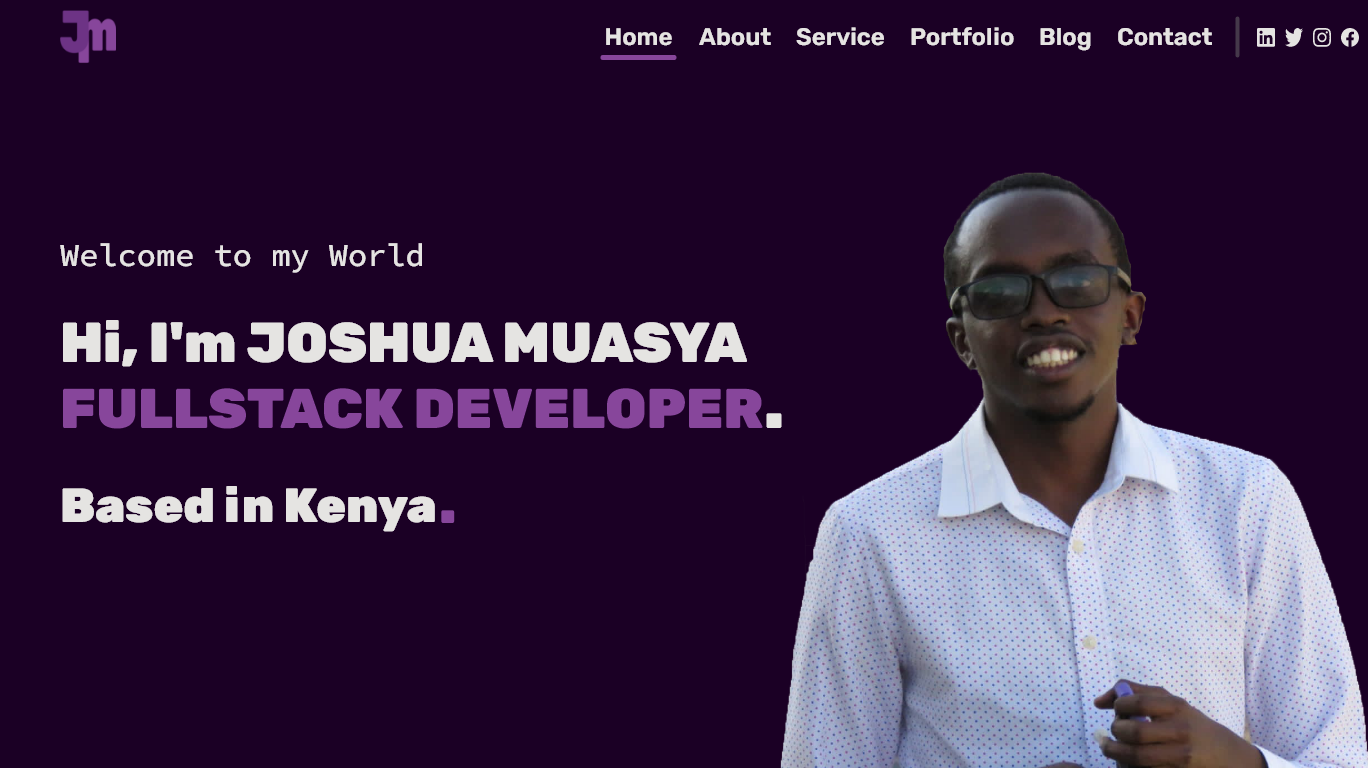 Jm
Home About Service Portfolio Blog Contact
Welcome to my World
Hi, I'm JOSHUA MUASYA
FULLSTACK DEVELOPER.
Based in Kenya.